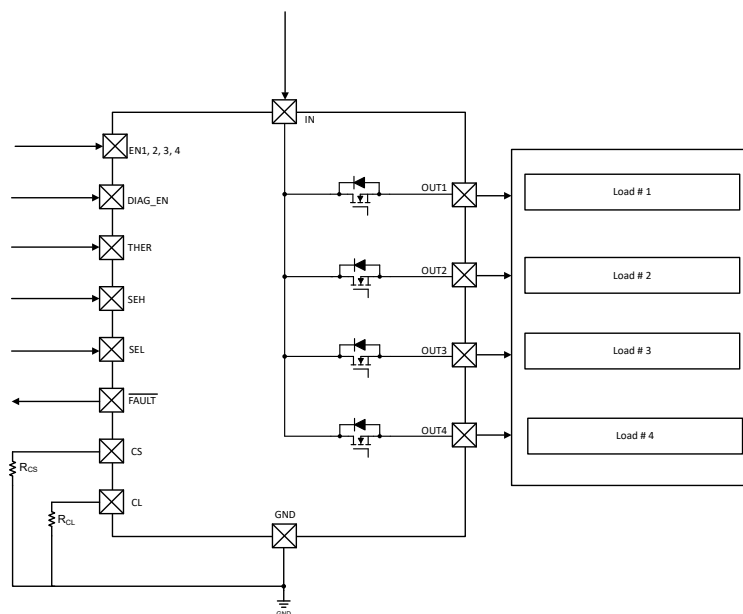 IN
EN1, 2, 3, 4
DIAG_EN
THER
SEH
SEL
FAULT
CS
CL
RCS
RCL
GND
GND
OUT1
OUT2
OUT3
OUT4
Load # 1
Load # 2
Load # 3
Load # 4